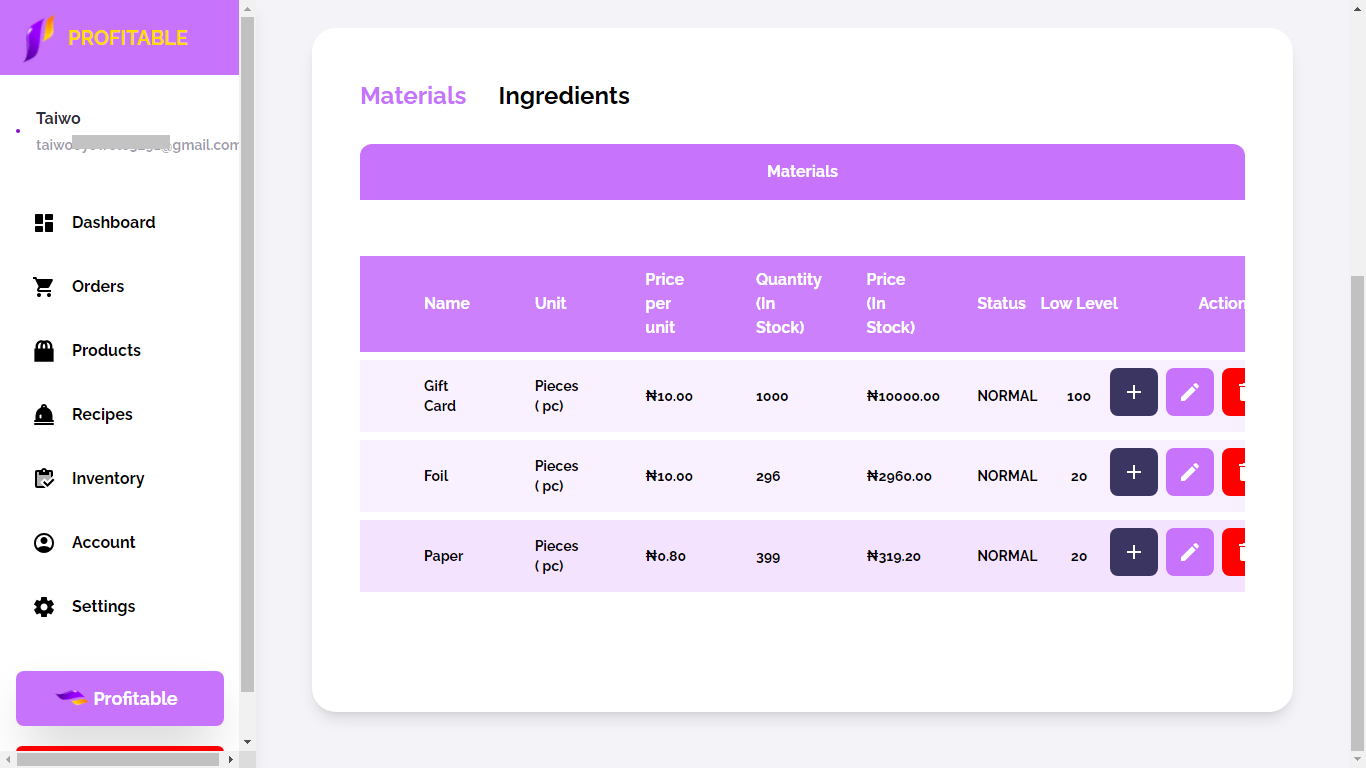 PROFITABLE
Taiwo
@gmail.com
Dashboard
Orders
Products
Recipes
Inventory
Account
Settings
Profitable
Materials Ingredients
Materials
Name Unit Price per unit Quantity (In Stock) Price (In Stock) Status Low Level Action
Gift Card Pieces ( pc) ₦10.00 1000 ₦10000.00 NORMAL 100
Foil Pieces ( pc) ₦10.00 296 ₦2960.00 NORMAL 20
Paper Pieces ( pc) ₦0.80 399 ₦319.20 NORMAL 20